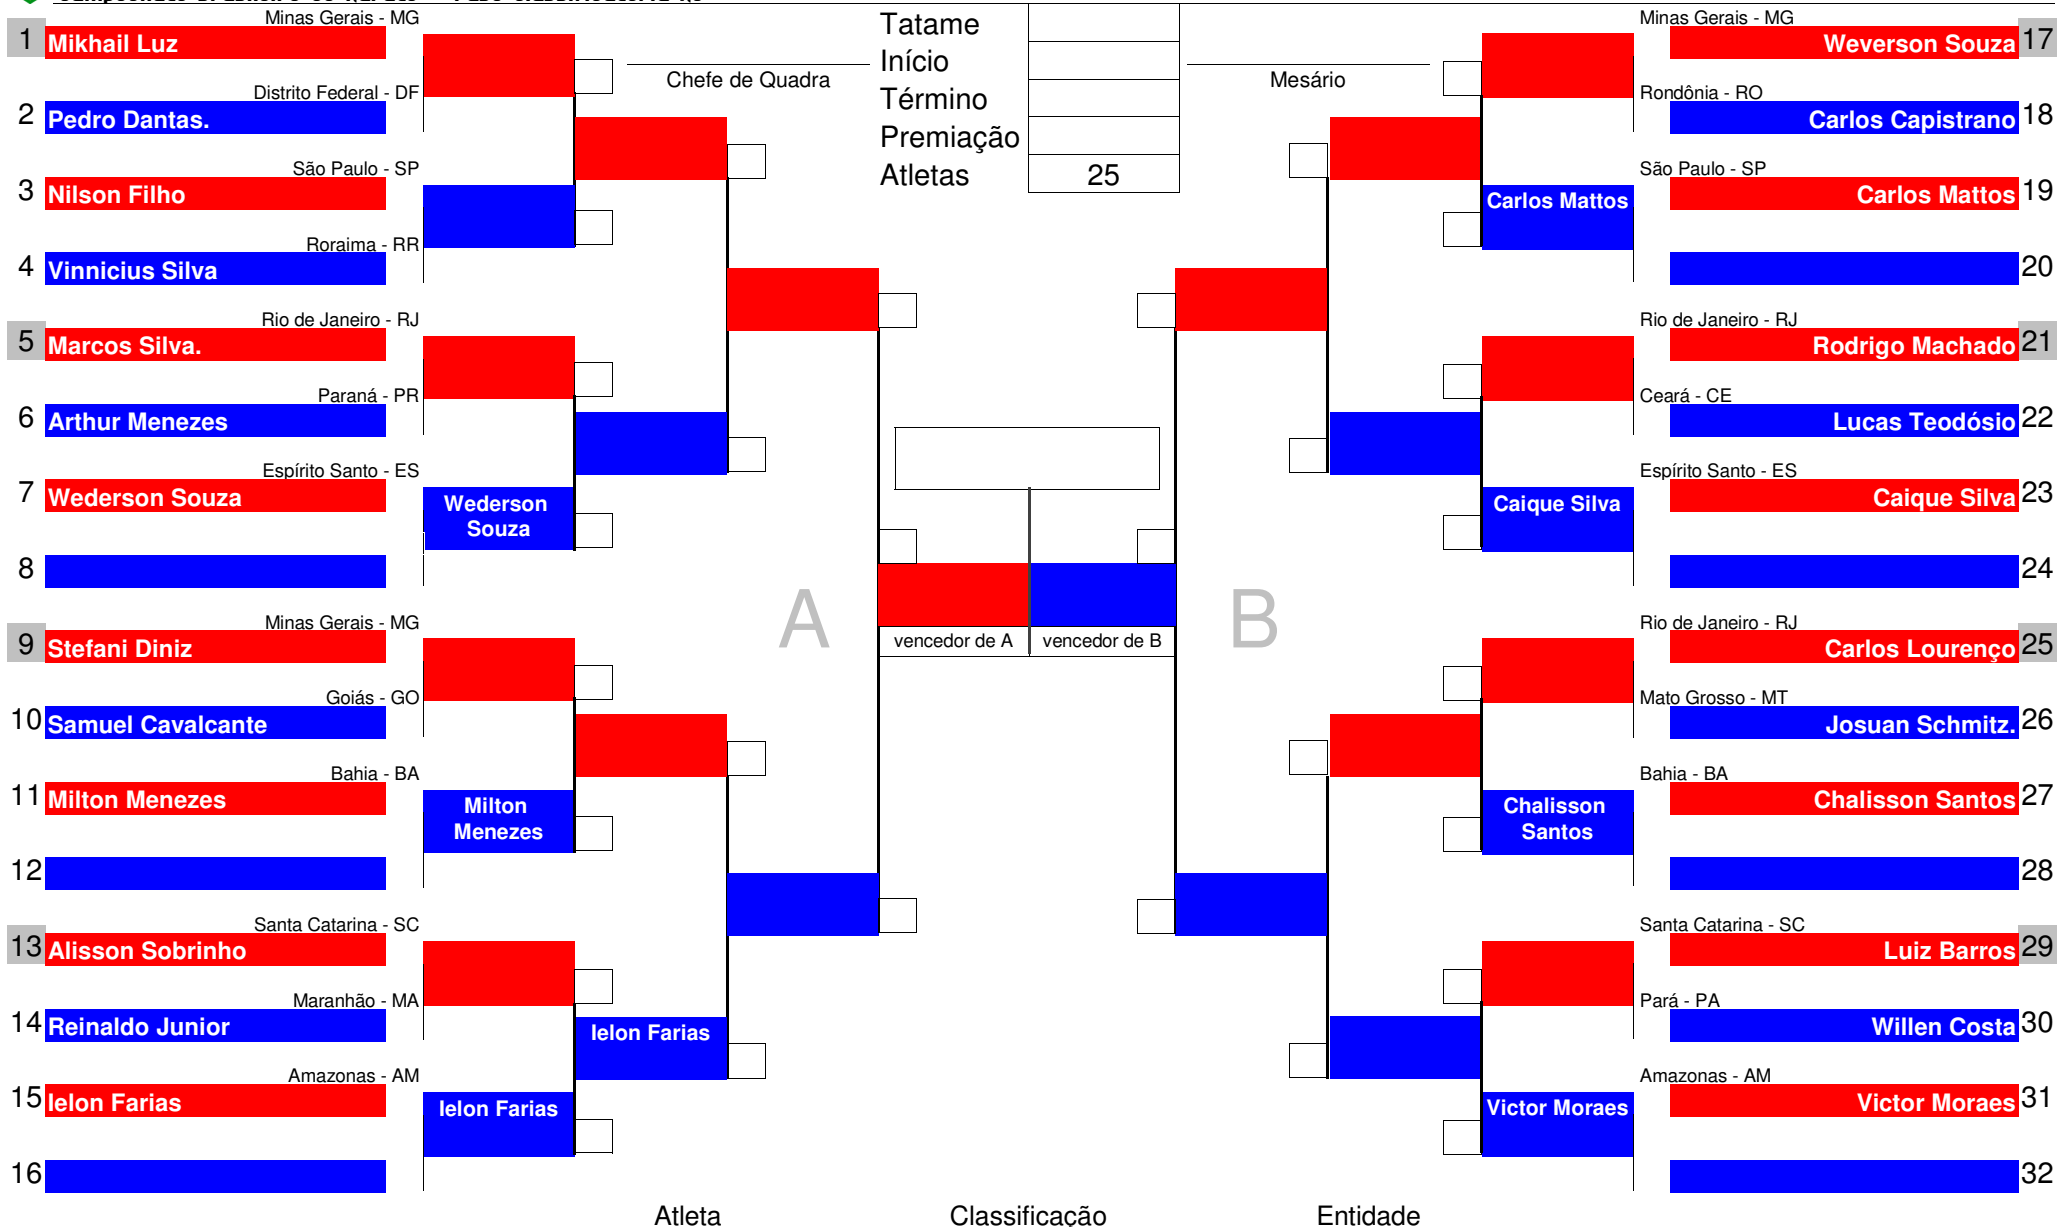 Minas Gerais - MG
1 Mikhail Luz
Distrito Federal - DF
2 Pedro Dantas.
São Paulo - SP
3 Nilson Filho
Roraima - RR
4 Vinnicius Silva
Rio de Janeiro - RJ
5 Marcos Silva.
Paraná - PR
6 Arthur Menezes
Espírito Santo - ES
7 Wederson Souza
8
Minas Gerais - MG
9 Stefani Diniz
Goiás - GO
10 Samuel Cavalcante
Bahia - BA
11 Milton Menezes
12
Santa Catarina - SC
13 Alisson Sobrinho
Maranhão - MA
14 Reinaldo Junior
Amazonas - AM
15 Ielon Farias
16
Wederson
Souza
Milton
Menezes
Ielon Farias
Ielon Farias
Chefe de Quadra
Tatame
Início
Término
Premiação
Atletas 25
Mesário
A
B
vencedor de A vencedor de B
Carlos Mattos
Caique Silva
Chalisson
Santos
Victor Moraes
Minas Gerais - MG
Weverson Souza 17
Rondônia - RO
Carlos Capistrano 18
São Paulo - SP
Carlos Mattos 19
20
Rio de Janeiro - RJ
Rodrigo Machado 21
Ceará - CE
Lucas Teodósio 22
Espírito Santo - ES
Caique Silva 23
24
Rio de Janeiro - RJ
Carlos Lourenço 25
Mato Grosso - MT
Josuan Schmitz. 26
Bahia - BA
Chalisson Santos 27
28
Santa Catarina - SC
Luiz Barros 29
Pará - PA
Willen Costa 30
Amazonas - AM
Victor Moraes 31
32
Atleta Classificação Entidade